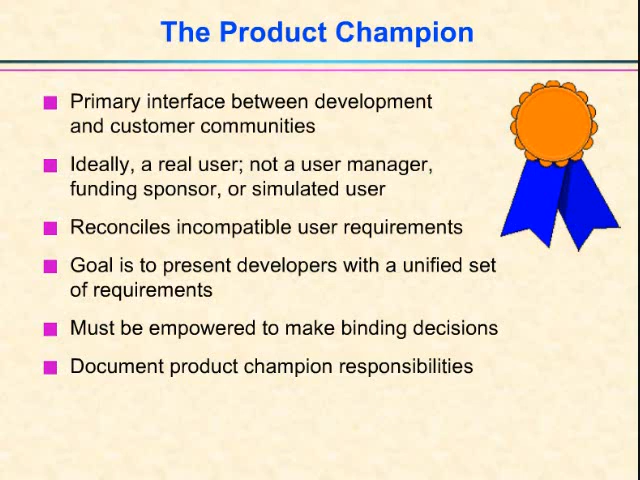 The Product Champion
Primary interface between development
and customer communities
Ideally, a real user; not a user manager,
funding sponsor, or simulated user
Reconciles incompatible user requirements
Goal is to present developers with a unified set
of requirements
Must be empowered to make binding decisions
Document product champion responsibilities